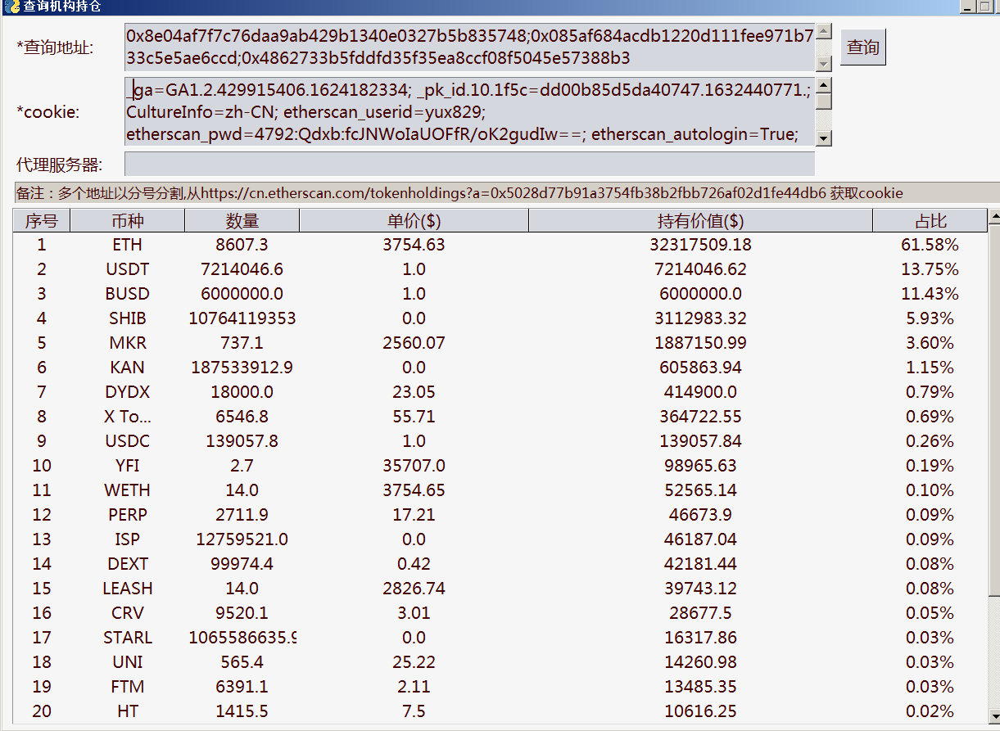 查询机构持仓
*查询地址:
0x8e04af7f7c76daa9ab429b1340e0327b5b835748;0x085af684acdb1220d111fee971b7
33c5e5ae6ccd;0x4862733b5fddfd35f35ea8ccf08f5045e57388b3
查询
*cookie:
_ga=GA1.2.429915406.1624182334; _pk_id.10.1f5c=dd00b85d5da40747.1632440771.;
CultureInfo=zh-CN; etherscan_userid=yux829;
etherscan_pwd=4792:Qdxb:fcJNWoIaUOFfR/oK2gudIw==; etherscan_autologin=True;
代理服务器:
备注：多个地址以分号分割,从https://cn.etherscan.com/tokenholdings?a=0x5028d77b91a3754fb38b2fbb726af02d1fe44db6 获取cookie
序号 币种 数量 单价($) 持有价值($) 占比
1 ETH 8607.3 3754.63 32317509.18 61.58%
2 USDT 7214046.6 1.0 7214046.62 13.75%
3 BUSD 6000000.0 1.0 6000000.0 11.43%
4 SHIB 10764119353 0.0 3112983.32 5.93%
5 MKR 737.1 2560.07 1887150.99 3.60%
6 KAN 187533912.9 0.0 605863.94 1.15%
7 DYDX 18000.0 23.05 414900.0 0.79%
8 X To... 6546.8 55.71 364722.55 0.69%
9 USDC 139057.8 1.0 139057.84 0.26%
10 YFI 2.7 35707.0 98965.63 0.19%
11 WETH 14.0 3754.65 52565.14 0.10%
12 PERP 2711.9 17.21 46673.9 0.09%
13 ISP 12759521.0 0.0 46187.04 0.09%
14 DEXT 99974.4 0.42 42181.44 0.08%
15 LEASH 14.0 2826.74 39743.12 0.08%
16 CRV 9520.1 3.01 28677.5 0.05%
17 STARL 1065586635.9 0.0 16317.86 0.03%
18 UNI 565.4 25.22 14260.98 0.03%
19 FTM 6391.1 2.11 13485.35 0.03%
20 HT 1415.5 7.5 10616.25 0.02%